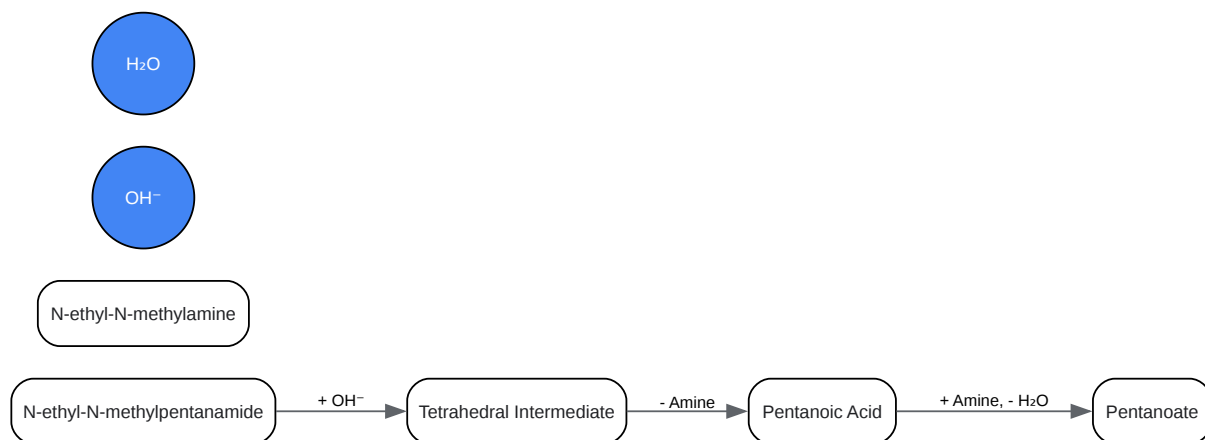 H₂O
OH⁻
N-ethyl-N-methylamine
N-ethyl-N-methylpentanamide
+ OH⁻
Tetrahedral Intermediate
- Amine
Pentanoic Acid
+ Amine, - H₂O
Pentanoate